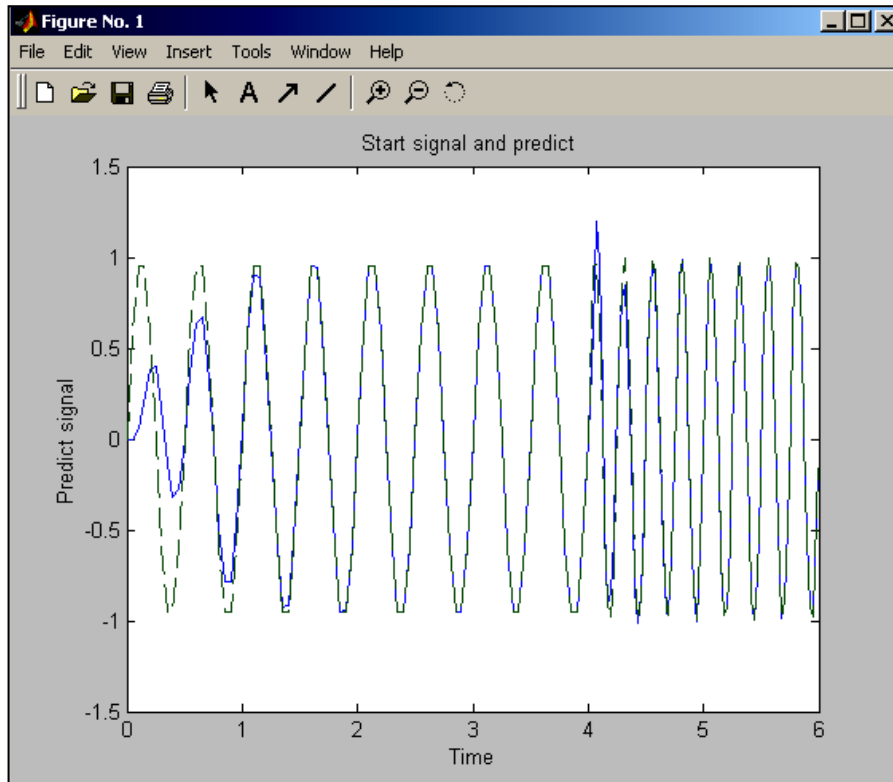 Figure No. 1
File Edit View Insert Tools Window Help
A
Start signal and predict
1.5
1
0.5
0
-0.5
-1
-1.5
Predict signal
0 1 2 3 4 5 6
Time